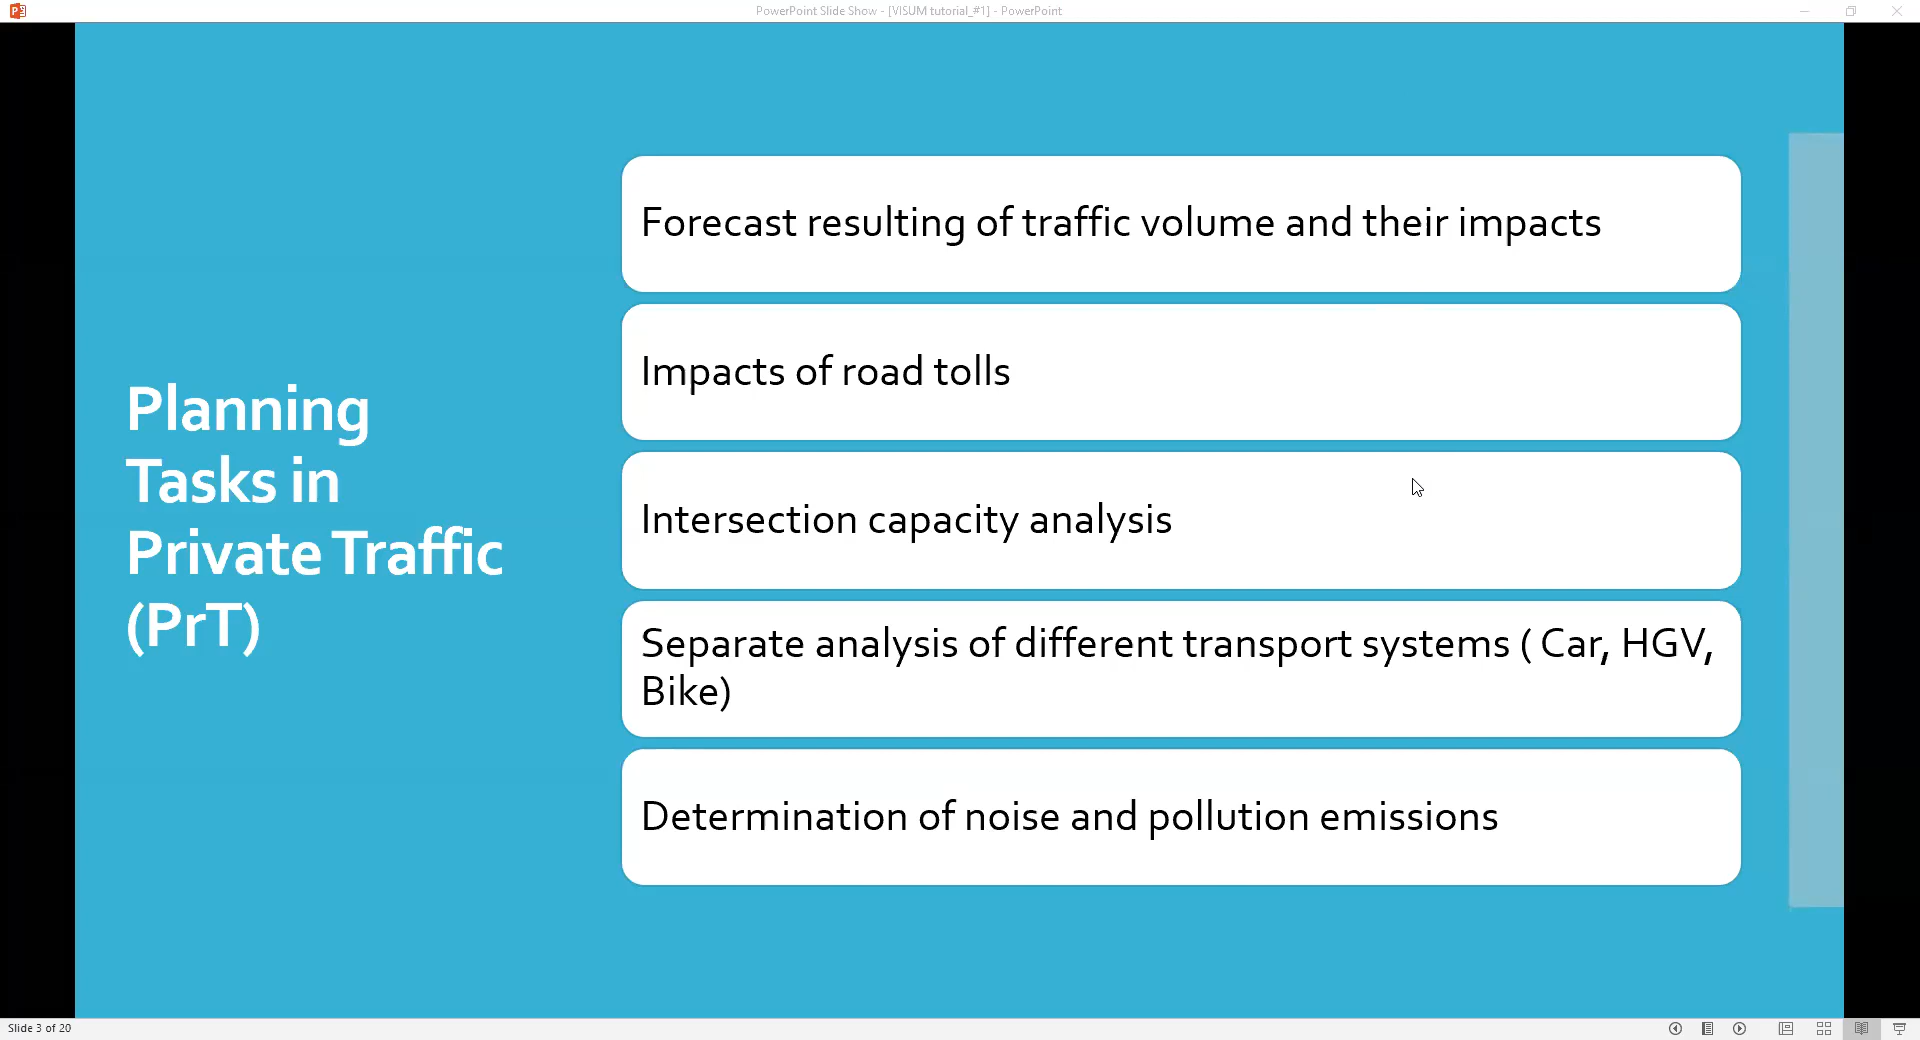 PowerPoint Slide Show - [VISUM tutorial_#1] - PowerPoint
Planning
Tasks in
Private Traffic
(PrT)
Forecast resulting of traffic volume and their impacts
Impacts of road tolls
Intersection capacity analysis
Separate analysis of different transport systems ( Car, HGV,
Bike)
Determination of noise and pollution emissions
Slide 3 of 20